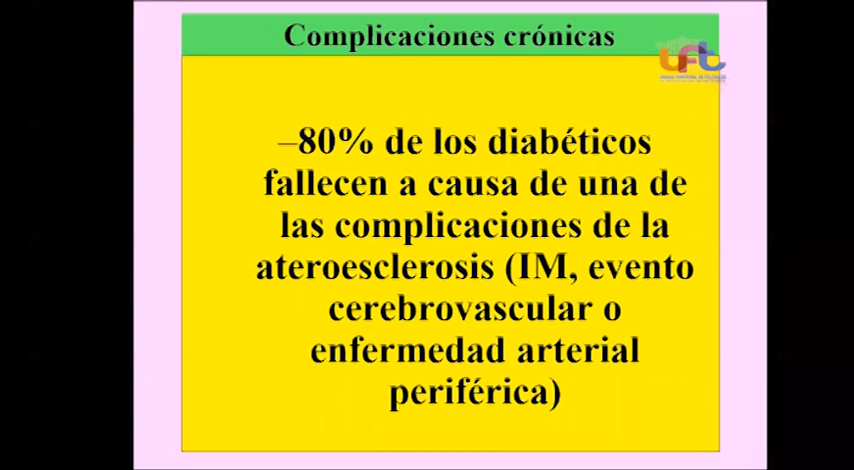 Complicaciones crónicas
–80% de los diabéticos
fallecen a causa de una de
las complicaciones de la
ateroesclerosis (IM, evento
cerebrovascular o
enfermedad arterial
periférica)